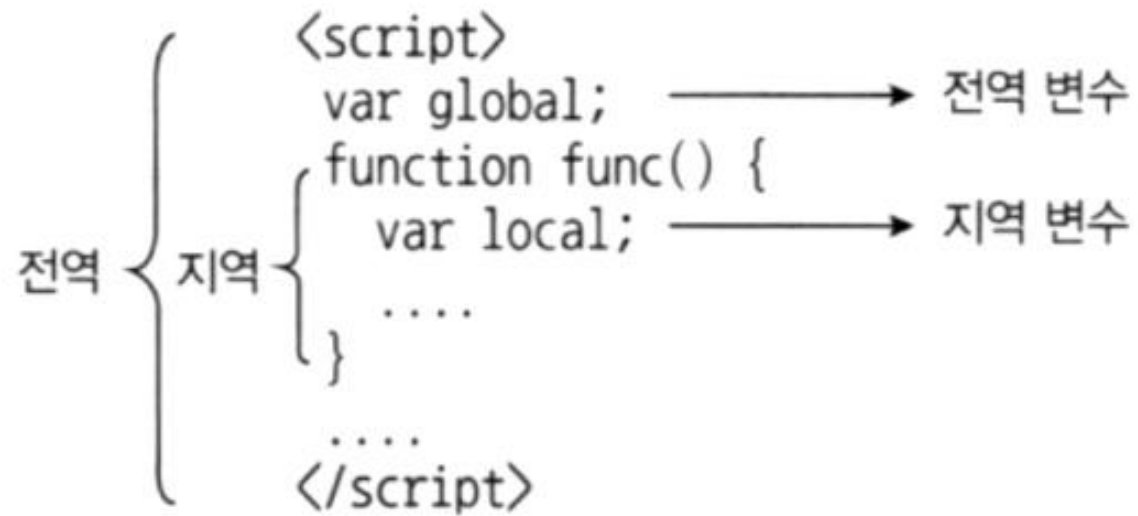 <script>
var global; 전역 변수
function func() {
var local; 지역 변수
전역 지역
....
}
....
</script>